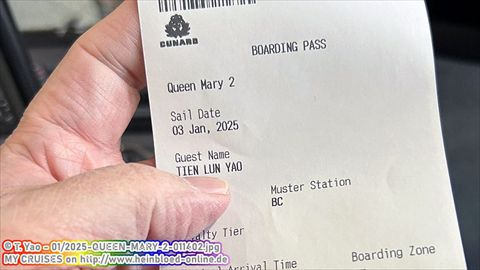 CUNARD
BOARDING PASS
Queen Mary 2
Sail Date
03 Jan, 2025
Guest Name
TIEN LUN YAO
Muster Station
BC
Tier
Arrival Time
Boarding Zone
© T. Yao - 01/2025-QUEEN-MARY-2-011402.jpg
MY CRUISES on http://www.heinbloed-online.de